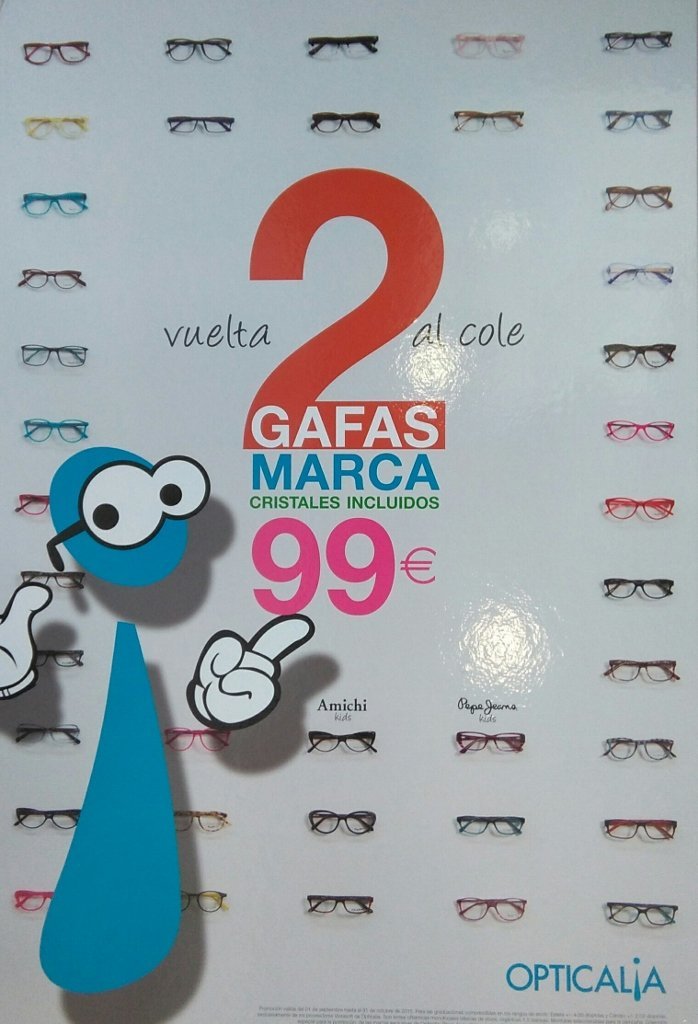 2
vuelta al cole
GAFAS
MARCA
CRISTALES INCLUIDOS
99€
Amichi
kids
Pepe Jeans
kids
OPTICALIA